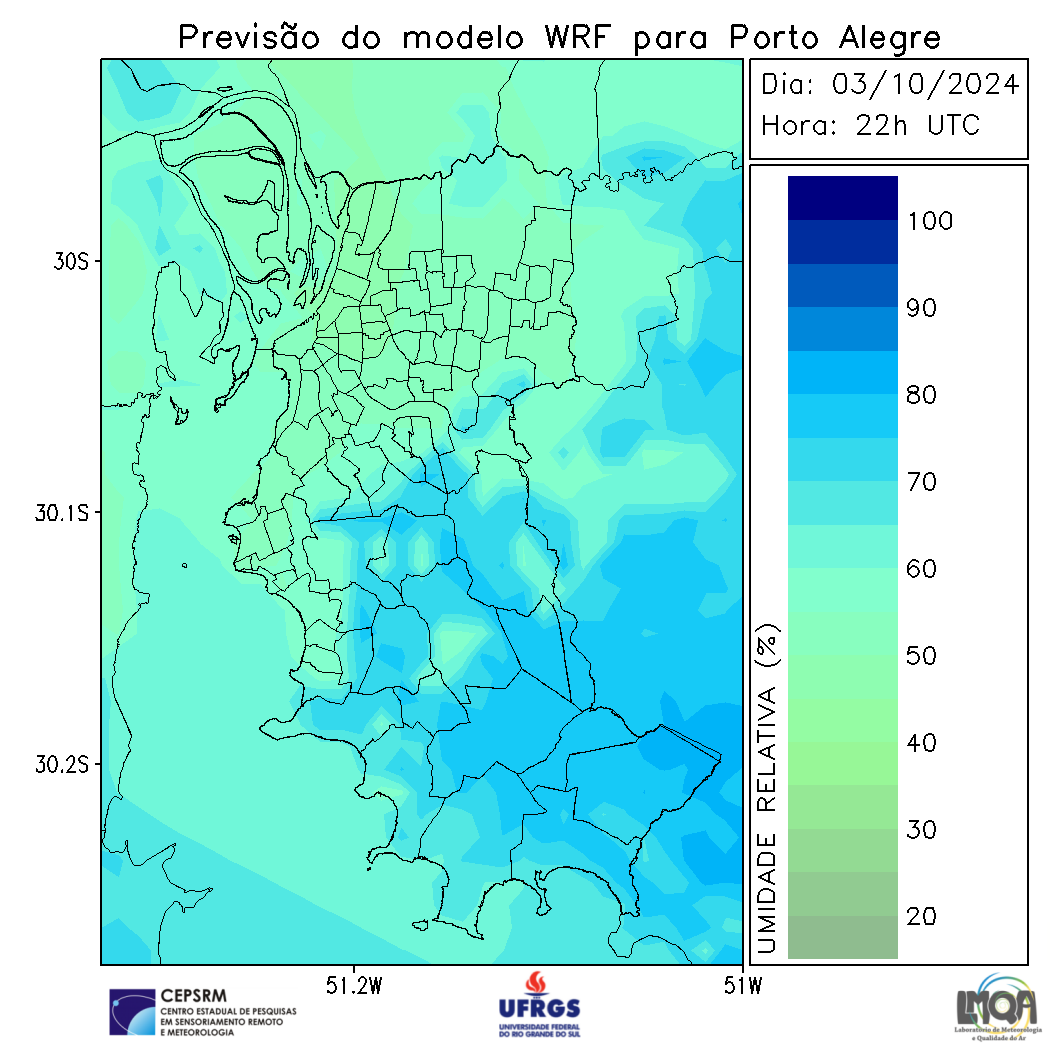 Previsão do modelo WRF para Porto Alegre
Dia: 03/10/2024
Hora: 22h UTC
100
90
80
70
60
50
40
30
20
UMIDADE RELATIVA (%)
30S
30.1S
30.2S
51.2W
51W
CEPSRM
CENTRO ESTADUAL DE PESQUISAS
EM SENSORIAMENTO REMOTO
E METEOROLOGIA
UFRGS
UNIVERSIDADE FEDERAL
DO RIO GRANDE DO SUL
LMQA
Laboratório de Meteorologia
e Qualidade do Ar